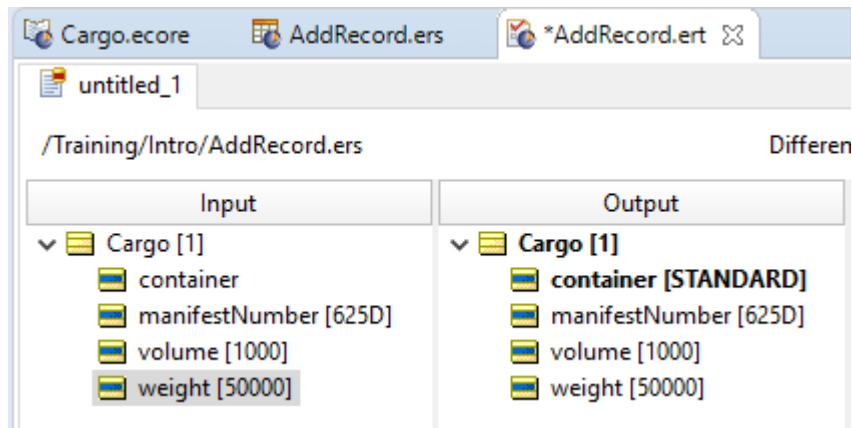 Cargo.ecore AddRecord.ers *AddRecord.ert
untitled_1
/Training/Intro/AddRecord.ers Differen
Input Output
Cargo [1] Cargo [1]
container container [STANDARD]
manifestNumber [625D] manifestNumber [625D]
volume [1000] volume [1000]
weight [50000] weight [50000]